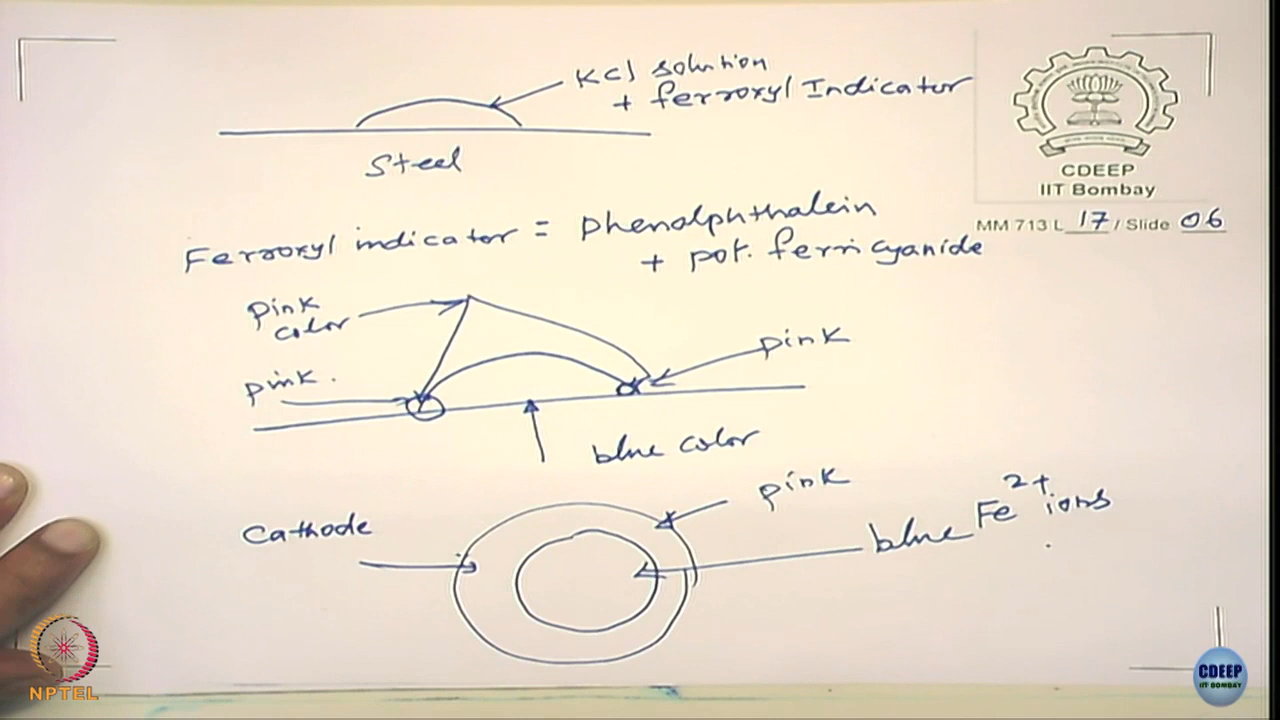 KCl solution
+ ferroxyl Indicator
Steel
CDEEP
IIT Bombay
MM 713 L 17 / Slide 06
Ferroxyl indicator = phenolphthalein
+ pot. ferricyanide
pink
color
pink
pink.
blue color
pink
Cathode
blue Fe2+ ions
NPTEL
CDEEP
IIT BOMBAY